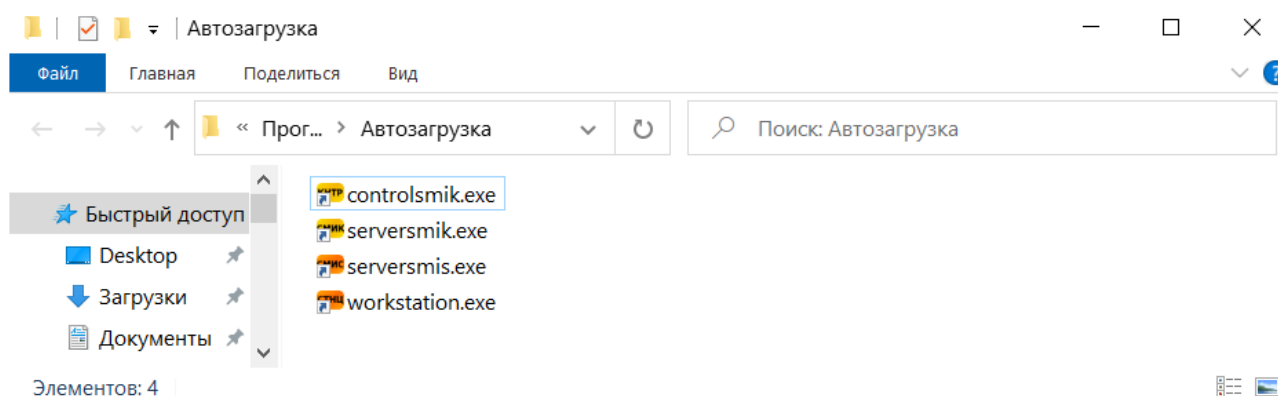 Автозагрузка
Файл Главная Поделиться Вид
« Прог... > Автозагрузка Поиск: Автозагрузка
Быстрый доступ
Desktop
Загрузки
Документы
controlsmik.exe
serversmik.exe
serversmis.exe
workstation.exe
Элементов: 4